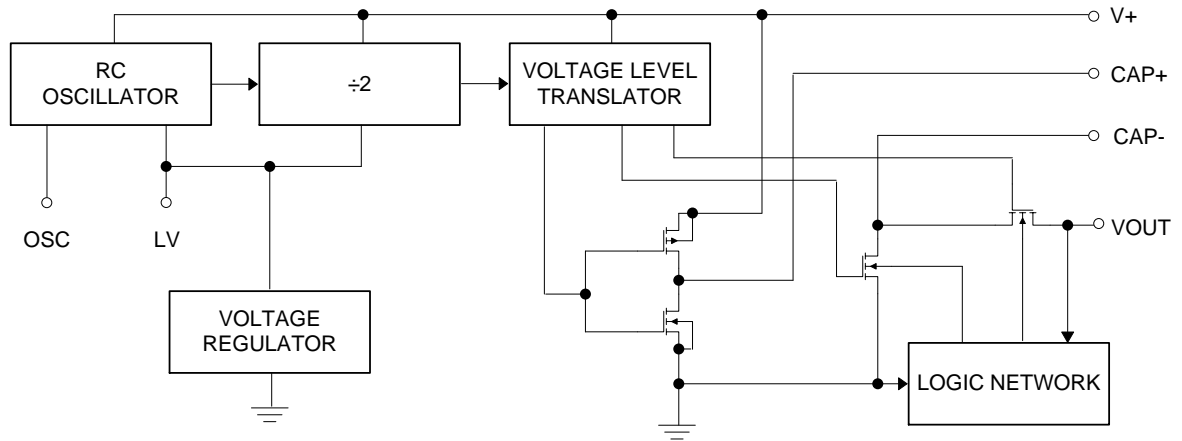 V+
RC
OSCILLATOR
÷2
VOLTAGE LEVEL
TRANSLATOR
CAP+
CAP-
OSC
LV
VOUT
VOLTAGE
REGULATOR
LOGIC NETWORK